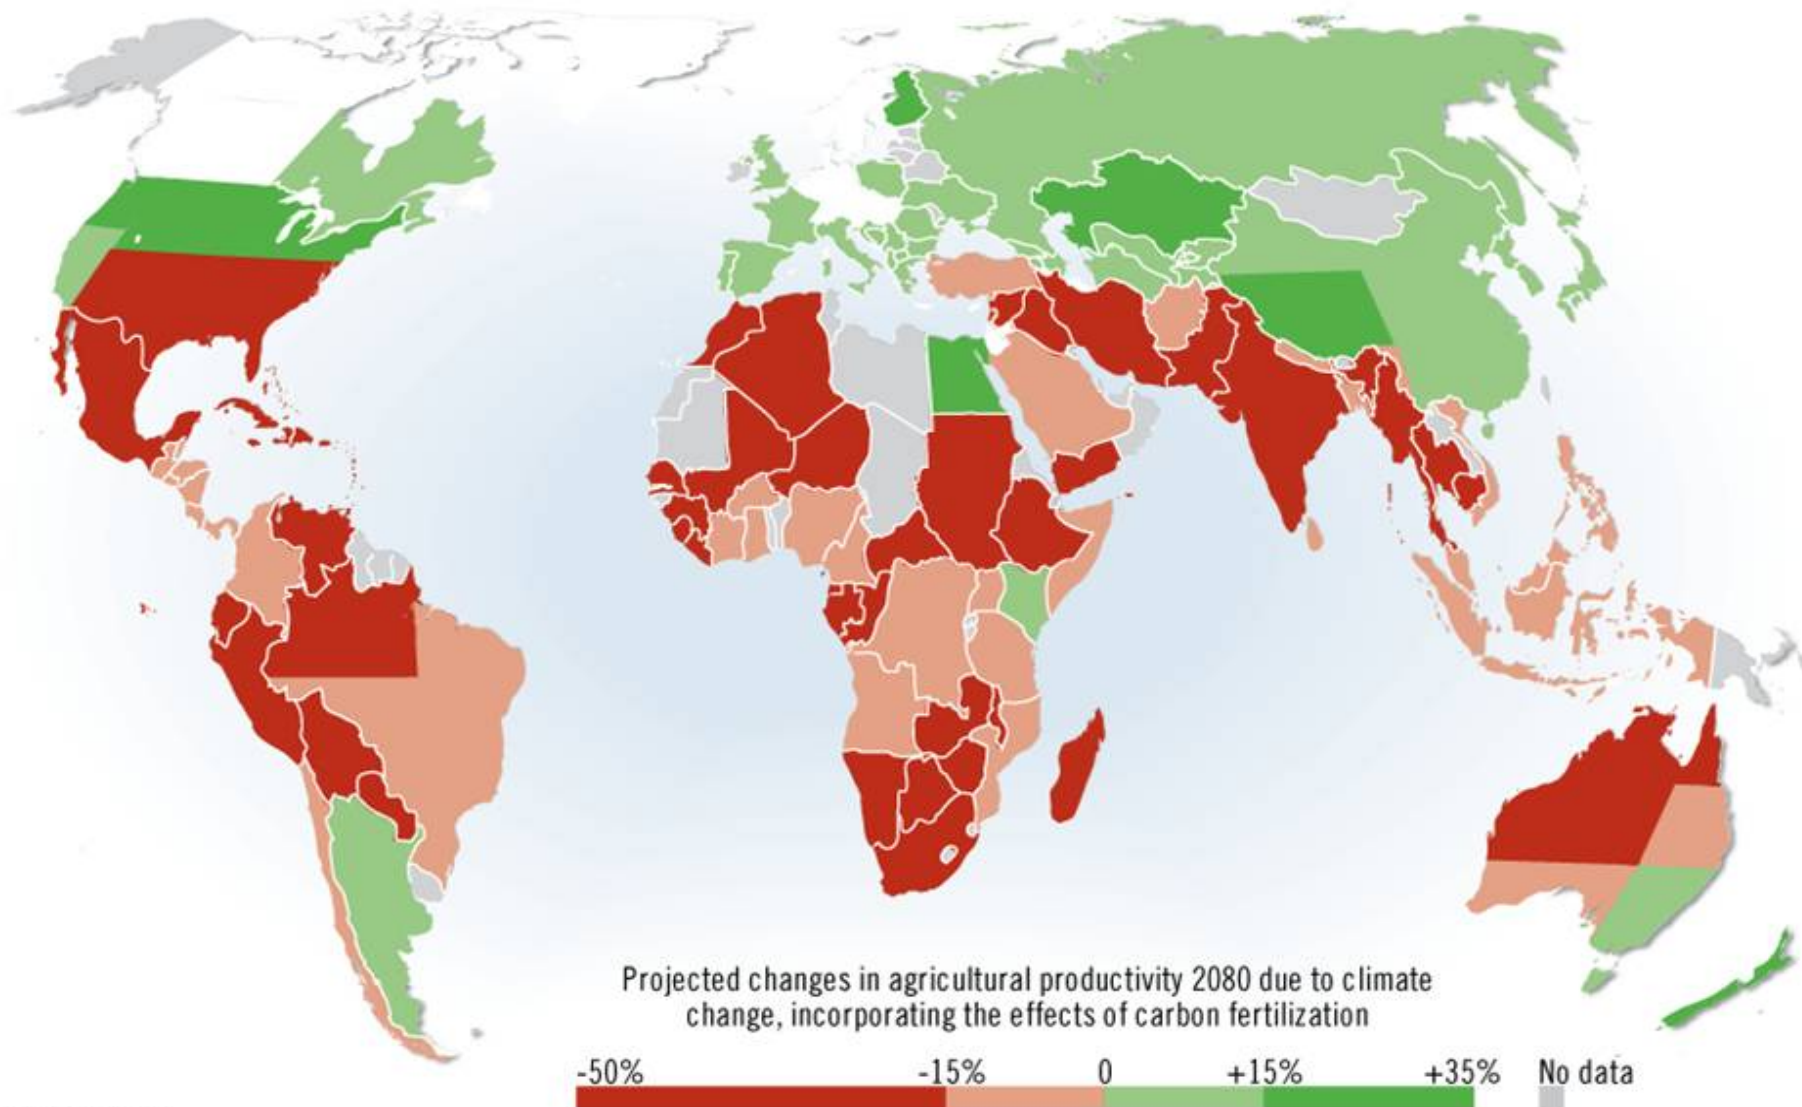 Projected changes in agricultural productivity 2080 due to climate
change, incorporating the effects of carbon fertilization
-50% -15% 0 +15% +35% No data